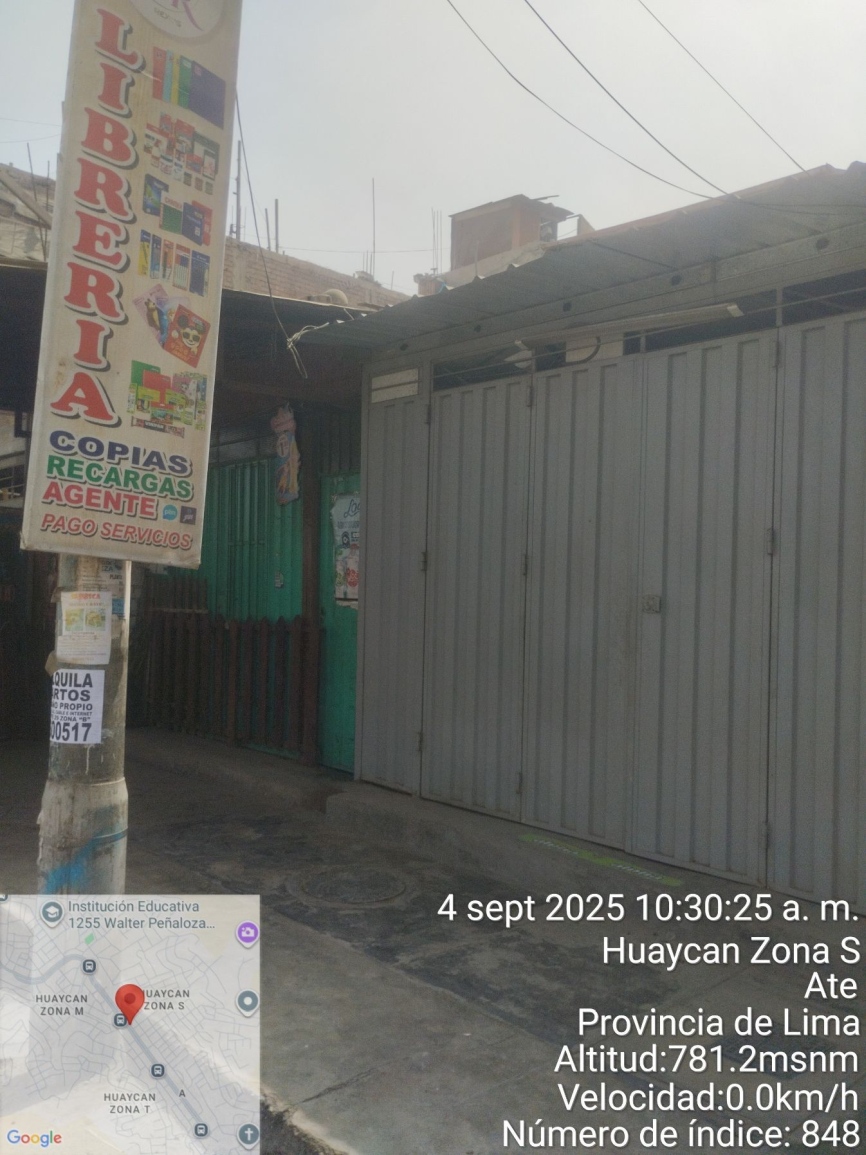 LIBRERIA
COPIAS
RECARGAS
AGENTE
PAGO SERVICIOS
QUILA
RTOS
PROPIO
ZONA "B"
00517
4 sept 2025 10:30:25 a. m.
Huaycan Zona S
Ate
Provincia de Lima
Altitud:781.2msnm
Velocidad:0.0km/h
Número de índice: 848
Institución Educativa
1255 Walter Peñaloza...
HUAYCAN
ZONA M
HUAYCAN
ZONA S
HUAYCAN
ZONA T
A
Google